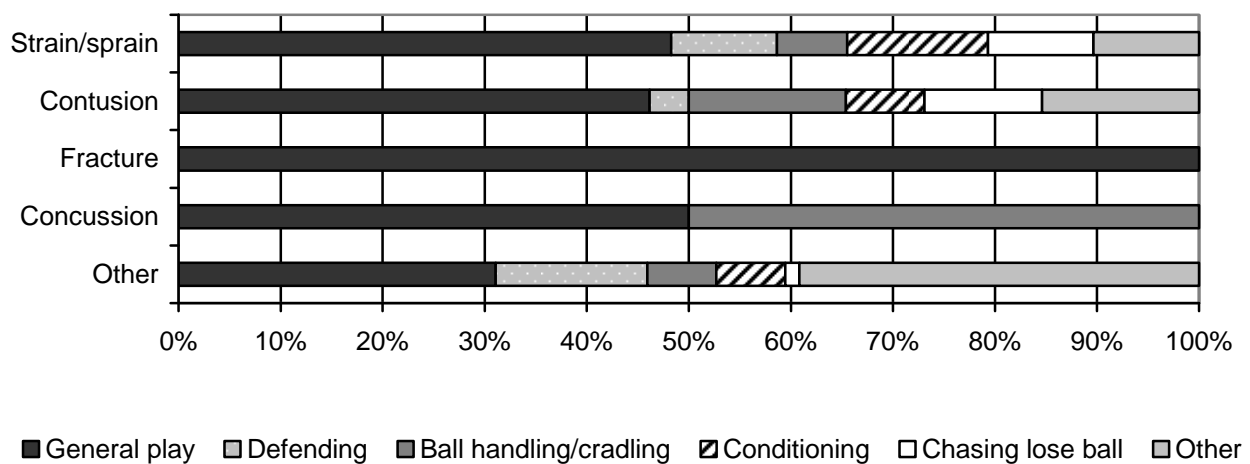 Strain/sprain
Contusion
Fracture
Concussion
Other
0% 10% 20% 30% 40% 50% 60% 70% 80% 90% 100%
General play Defending Ball handling/cradling Conditioning Chasing lose ball Other